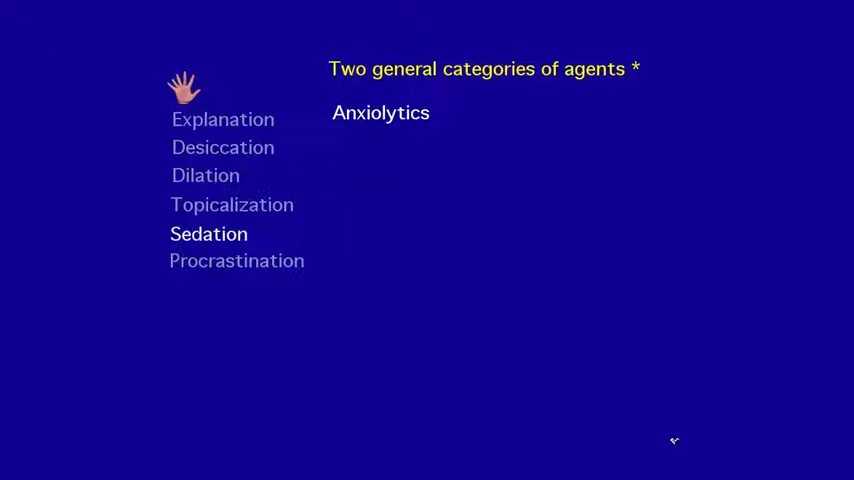 Two general categories of agents *
Anxiolytics
Explanation
Desiccation
Dilation
Topicalization
Sedation
Procrastination